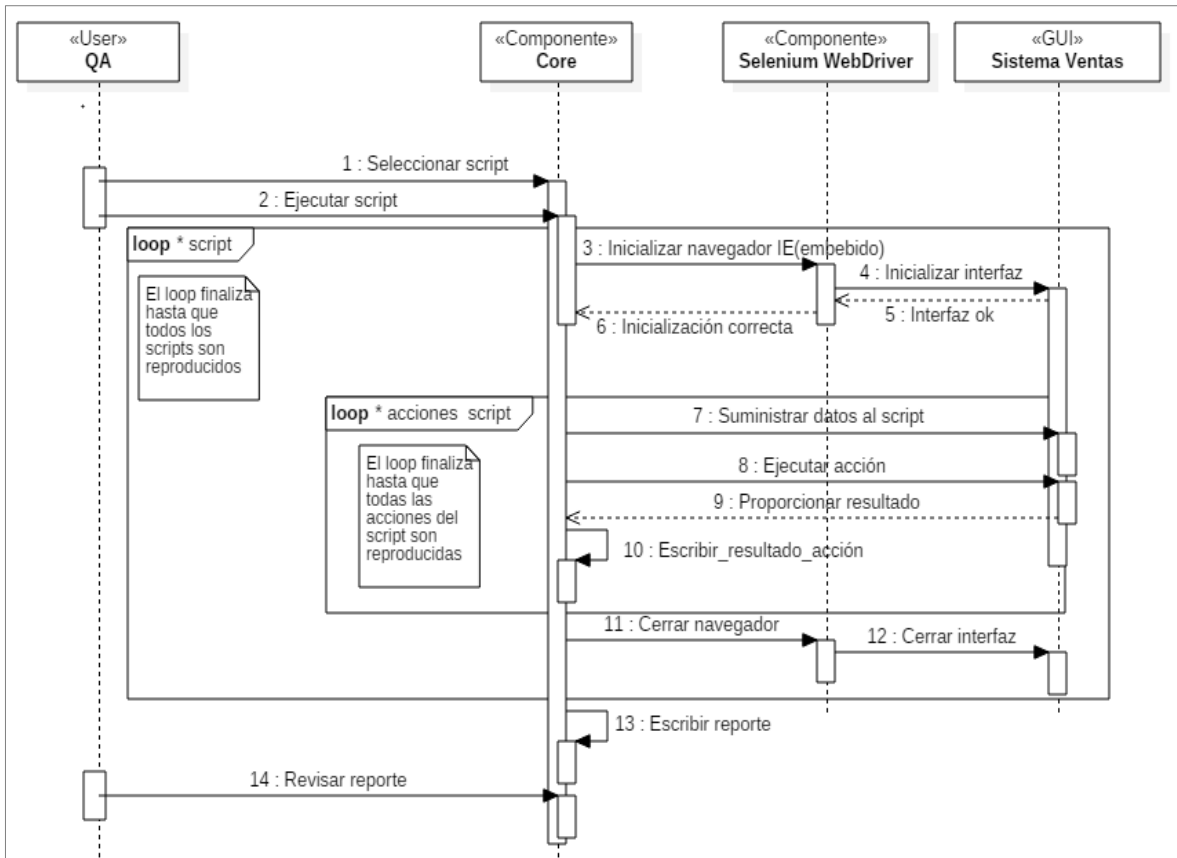 «User»
QA
«Componente»
Core
«Componente»
Selenium WebDriver
«GUI»
Sistema Ventas
1 : Seleccionar script
2 : Ejecutar script
loop * script
3 : Inicializar navegador IE(embebido)
4 : Inicializar interfaz
El loop finaliza
hasta que
todos los
scripts son
reproducidos
5 : Interfaz ok
6 : Inicialización correcta
loop * acciones script
7 : Suministrar datos al script
El loop finaliza
hasta que
todas las
acciones del
script son
reproducidas
8 : Ejecutar acción
9 : Proporcionar resultado
10 : Escribir_resultado_acción
11 : Cerrar navegador
12 : Cerrar interfaz
13 : Escribir reporte
14 : Revisar reporte